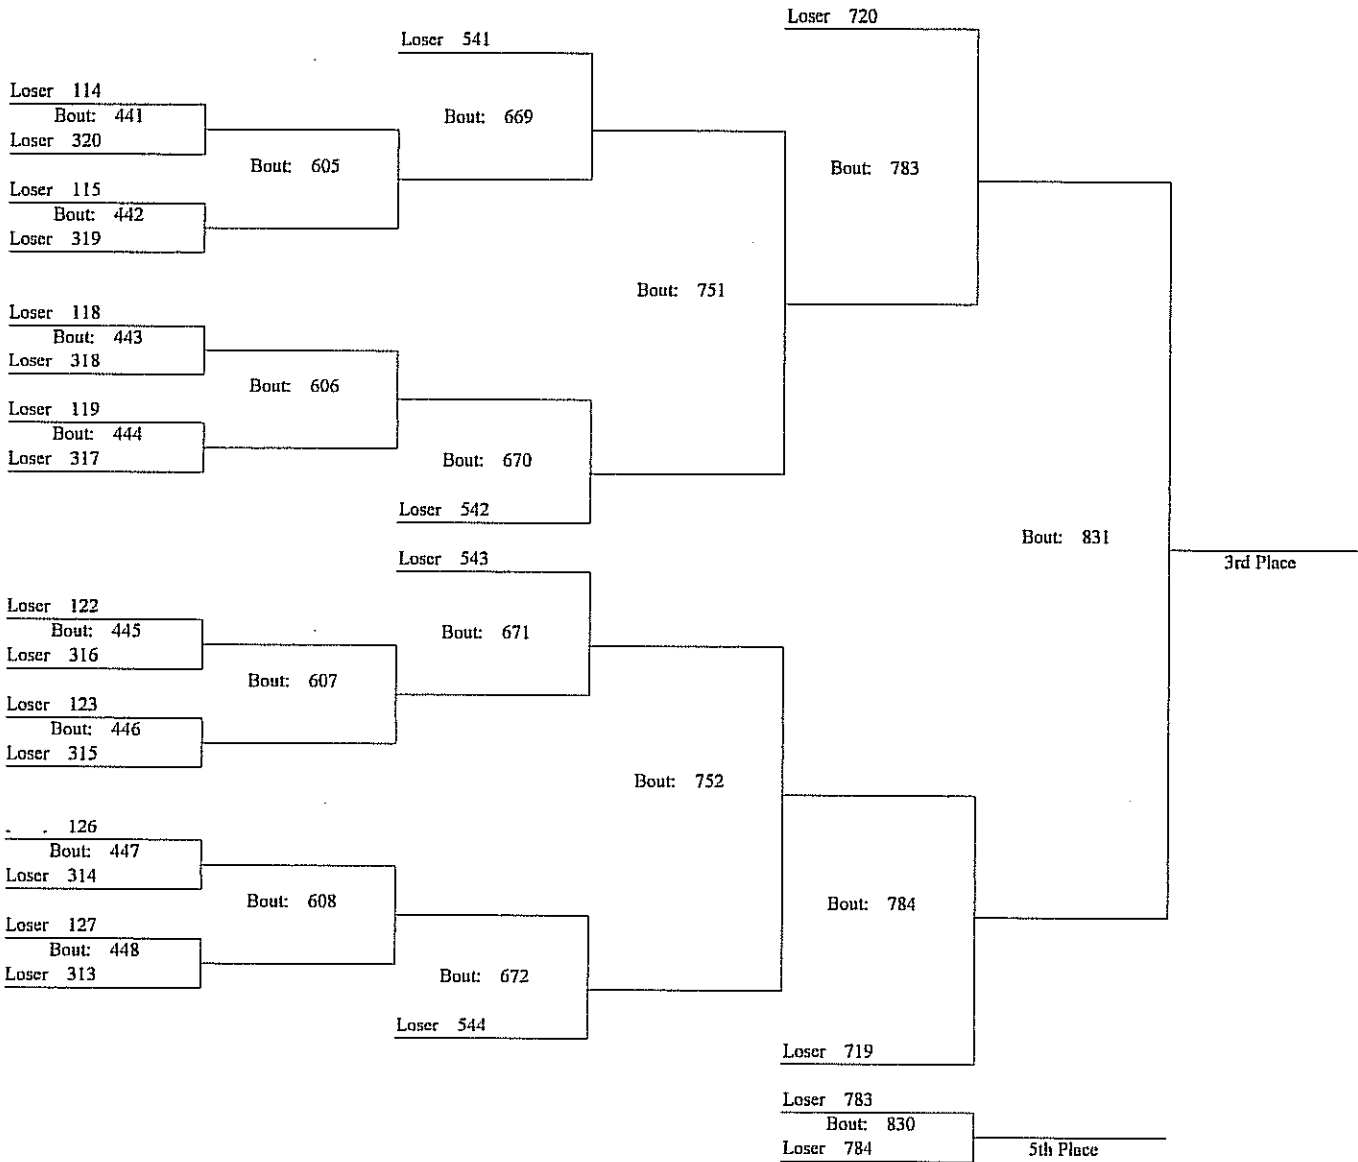 Loser 720
Loser 541
Loser 114
Bout: 441
Loser 320
Bout: 669
Bout: 605
Bout: 783
Loser 115
Bout: 442
Loser 319
Bout: 751
Loser 118
Bout: 443
Loser 318
Bout: 606
Loser 119
Bout: 444
Loser 317
Bout: 670
Loser 542
Bout: 831
3rd Place
Loser 543
Loser 122
Bout: 445
Loser 316
Bout: 671
Bout: 607
Loser 123
Bout: 446
Loser 315
Bout: 752
126
Bout: 447
Loser 314
Bout: 608
Bout: 784
Loser 127
Bout: 448
Loser 313
Bout: 672
Loser 544
Loser 719
Loser 783
Bout: 830
Loser 784
5th Place